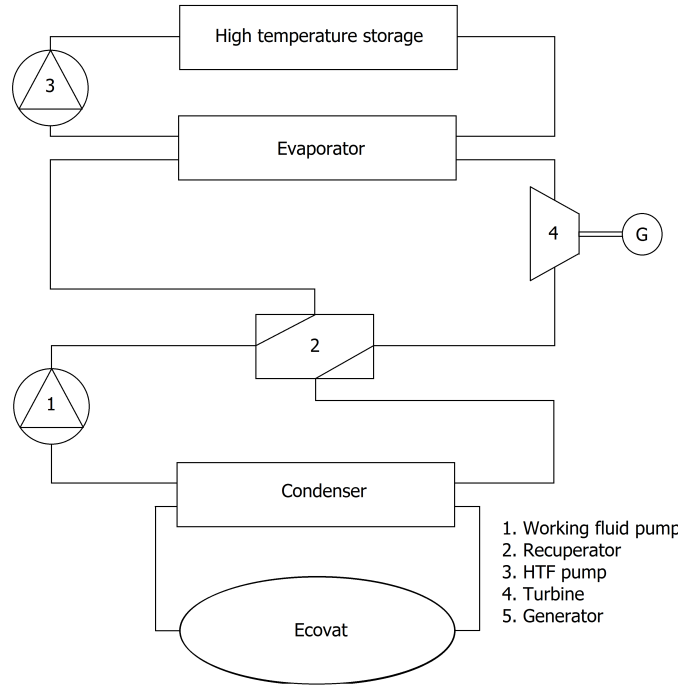 High temperature storage
3
Evaporator
4
G
2
1
Condenser
1. Working fluid pump
2. Recuperator
3. HTF pump
4. Turbine
5. Generator
Ecovat